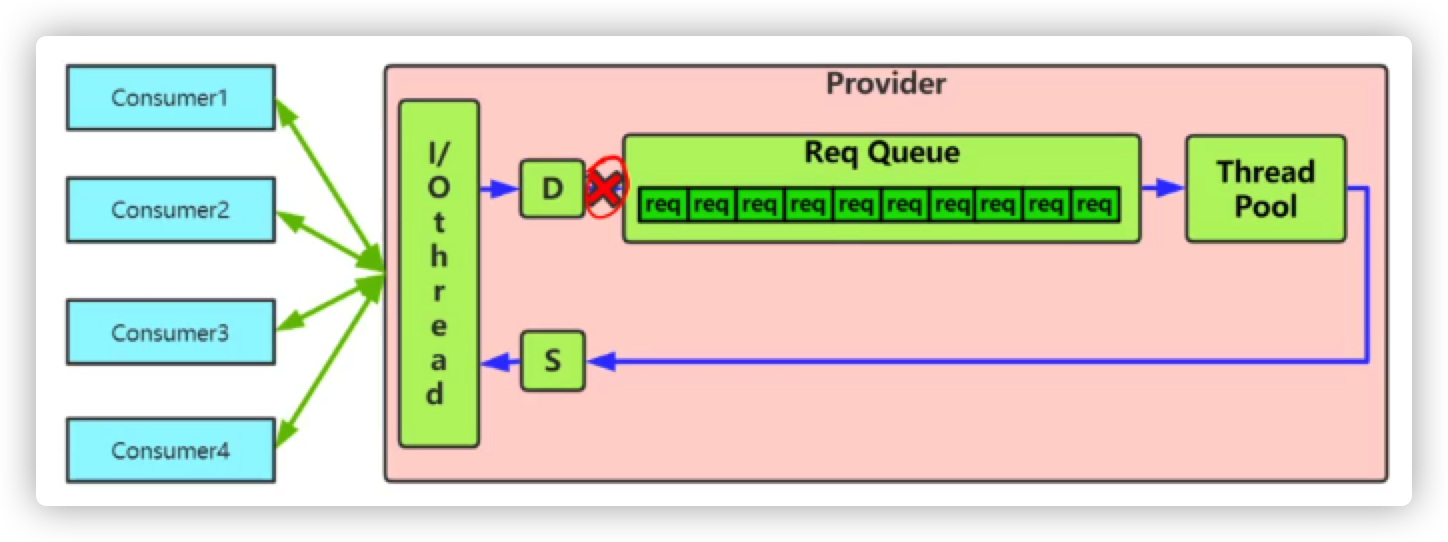 Consumer1
Consumer2
Consumer3
Consumer4
Provider
I/
O
t
h
r
e
a
d
D
Req Queue
req req req req req req req req req req
Thread
Pool
S